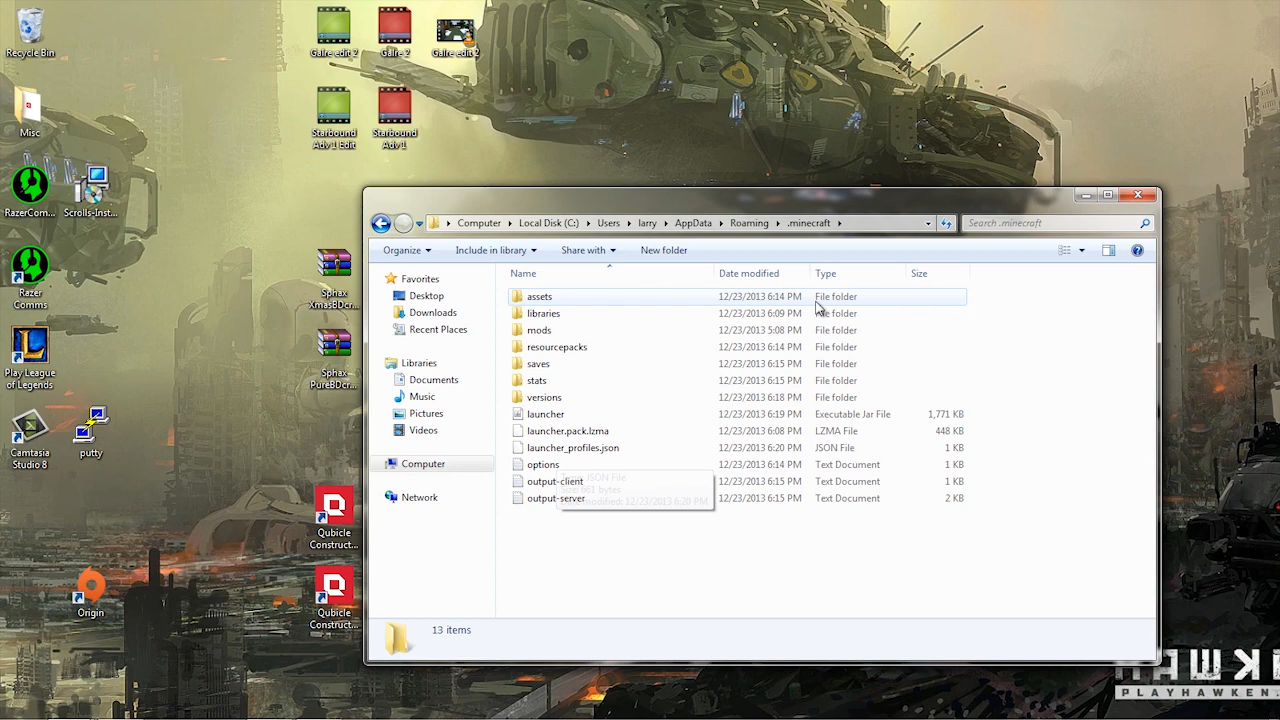 Recycle Bin
Galre edit 2
Galre 2
Galre edit 2
Misc
Starbound
Adv 1 Edit
Starbound
Adv 1
RazerCom...
Scrolls-Inst...
Razer
Comms
Sphax
XmasBDcr...
Play League
of Legends
Sphax
PureBDcr...
Camtasia
Studio 8
putty
Qubicle
Construct...
Origin
Qubicle
Construct...
Computer Local Disk (C:) Users larry AppData Roaming .minecraft
Search .minecraft
Organize Include in library Share with New folder
Favorites
Desktop
Downloads
Recent Places
Libraries
Documents
Music
Pictures
Videos
Computer
Network
Name Date modified Type Size
assets 12/23/2013 6:14 PM File folder
libraries 12/23/2013 6:09 PM File folder
mods 12/23/2013 5:08 PM File folder
resourcepacks 12/23/2013 6:14 PM File folder
saves 12/23/2013 6:15 PM File folder
stats 12/23/2013 6:15 PM File folder
versions 12/23/2013 6:18 PM File folder
launcher 12/23/2013 6:19 PM Executable Jar File 1,771 KB
launcher.pack.lzma 12/23/2013 6:08 PM LZMA File 448 KB
launcher_profiles.json 12/23/2013 6:20 PM JSON File 1 KB
options 12/23/2013 6:14 PM Text Document 1 KB
output-client 12/23/2013 6:15 PM Text Document 1 KB
output-server 12/23/2013 6:15 PM Text Document 2 KB
JSON File
bytes
modified: 12/23/2013 6:20 PM
13 items
HAWKE
PLAYHAWKEN.